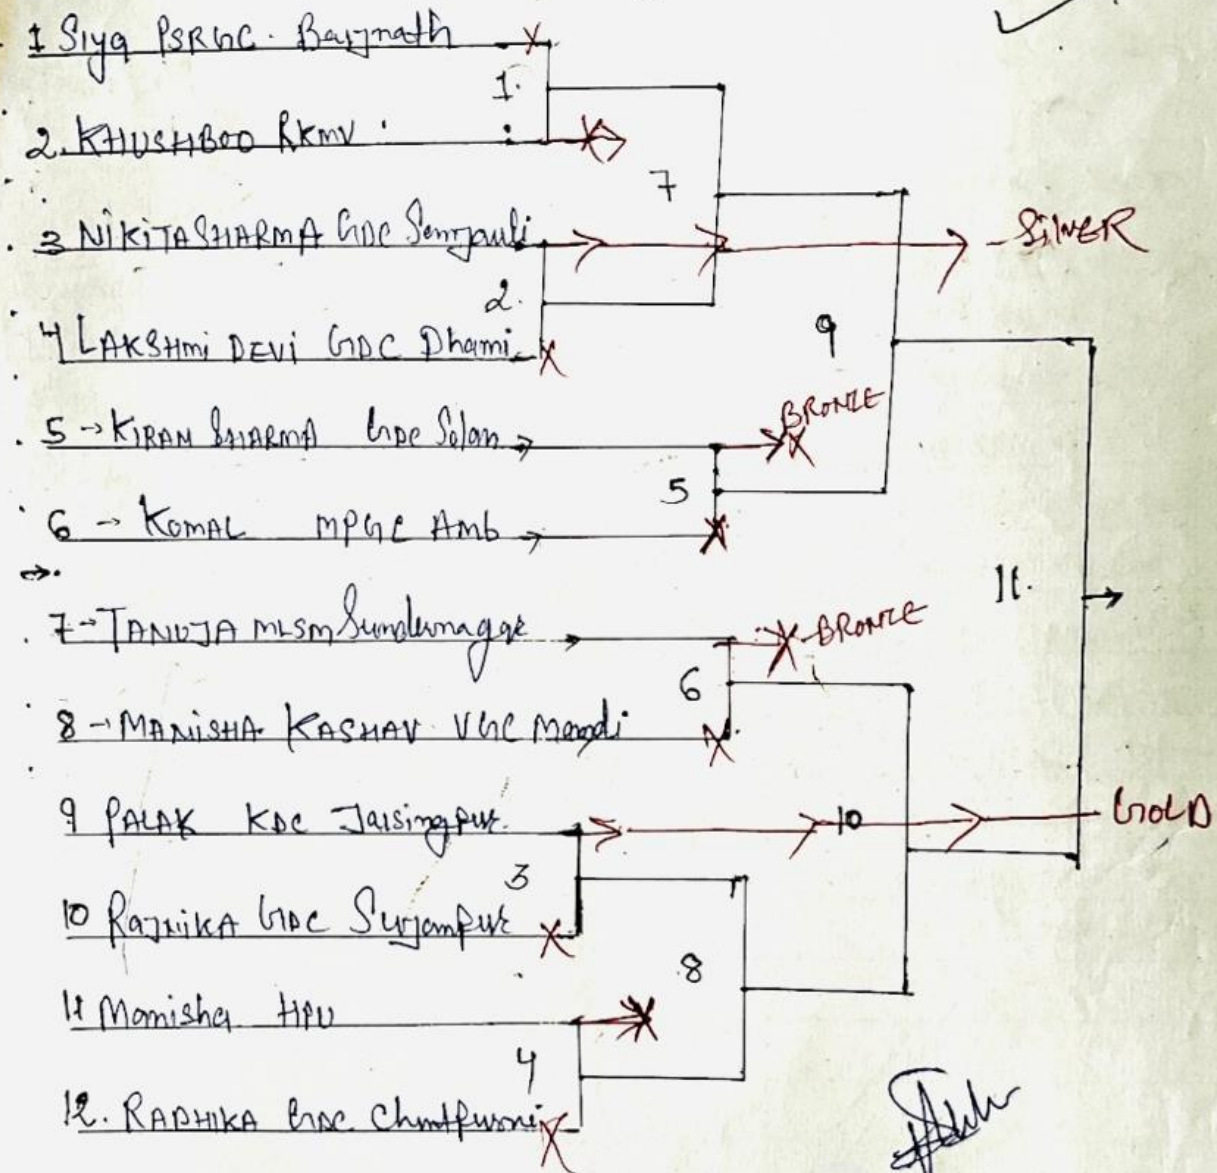 1 Siya PSRGC. Baijnath
1.
2. KHUSHBOO RKMV
7
3 NIKITA SHARMA GDC Sanjauli
SILVER
2.
4 LAKSHMI DEVI GDC Dhami
9
BRONZE
5 → KIRAN SHARMA GDC Solan →
5
6 → KOMAL MPGC Amb →
11.
7 → TANUJA MLSM Sundernagar
BRONZE
6
8 → MANISHA KASHAV VGC Mandi
9 PALAK KDC Jaisingpur
10
GOLD
3
10 RAJNIKA GDC Sujanpur
8
11 Manisha HPU
4
12. RADHIKA GDC Chintpurni